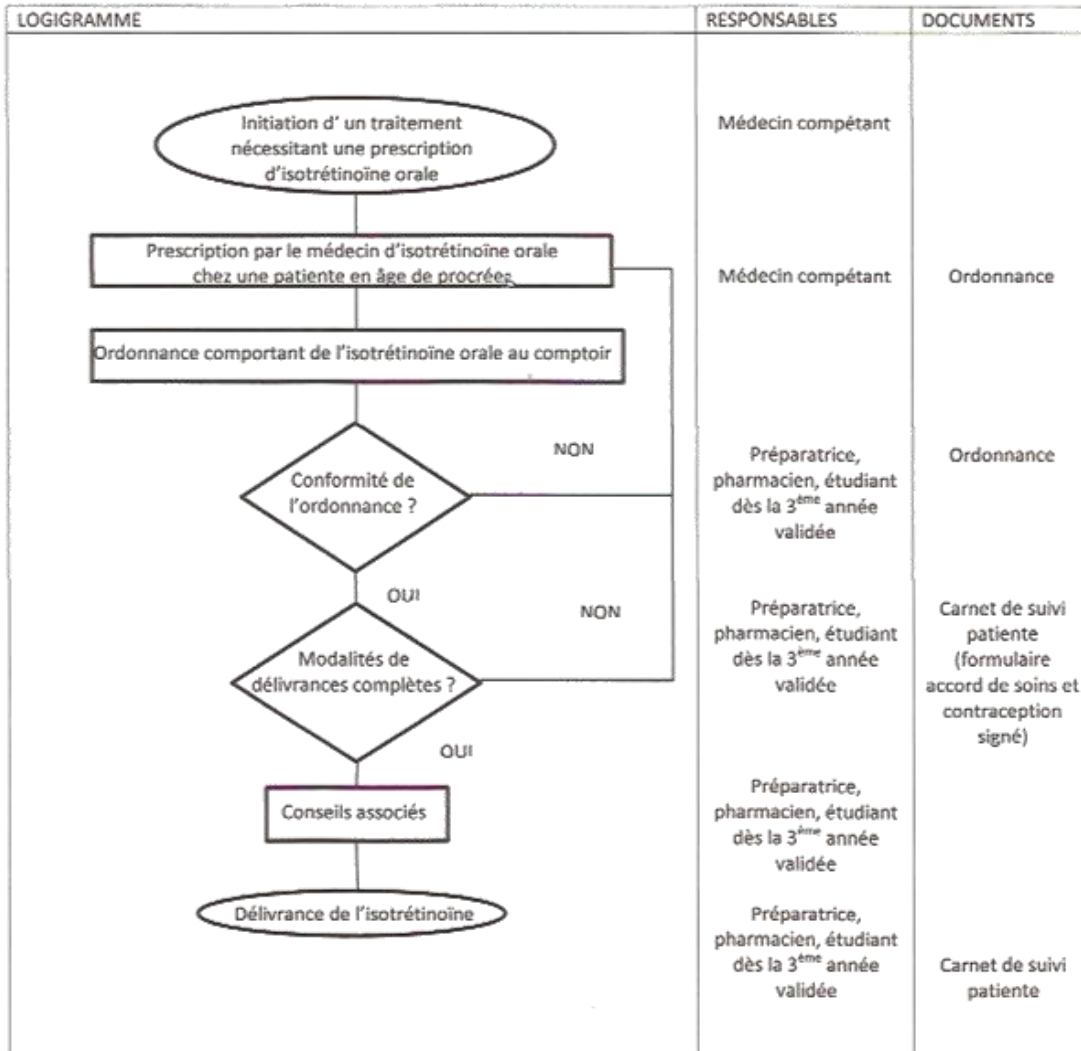 LOGIGRAMME
RESPONSABLES
DOCUMENTS
Initiation d' un traitement
nécessitant une prescription
d'isotrétinoïne orale
Médecin compétant
Prescription par le médecin d'isotrétinoïne orale
chez une patiente en âge de procréer
Médecin compétant
Ordonnance
Ordonnance comportant de l'isotrétinoïne orale au comptoir
Conformité de
l'ordonnance ?
NON
OUI
Préparatrice,
pharmacien, étudiant
dès la 3ème année
validée
Ordonnance
Modalités de
délivrances complètes ?
NON
OUI
Préparatrice,
pharmacien, étudiant
dès la 3ème année
validée
Carnet de suivi
patiente
(formulaire
accord de soins et
contraception
signé)
Conseils associés
Préparatrice,
pharmacien, étudiant
dès la 3ème année
validée
Délivrance de l'isotrétinoïne
Préparatrice,
pharmacien, étudiant
dès la 3ème année
validée
Carnet de suivi
patiente